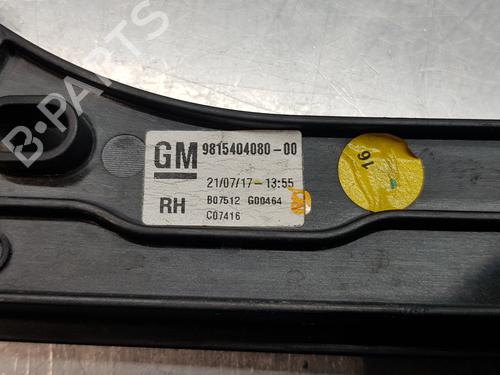 B-PARTS
GM 9815404080-00
21/07/17-13:55
RH B07512 G00464
C07416
16